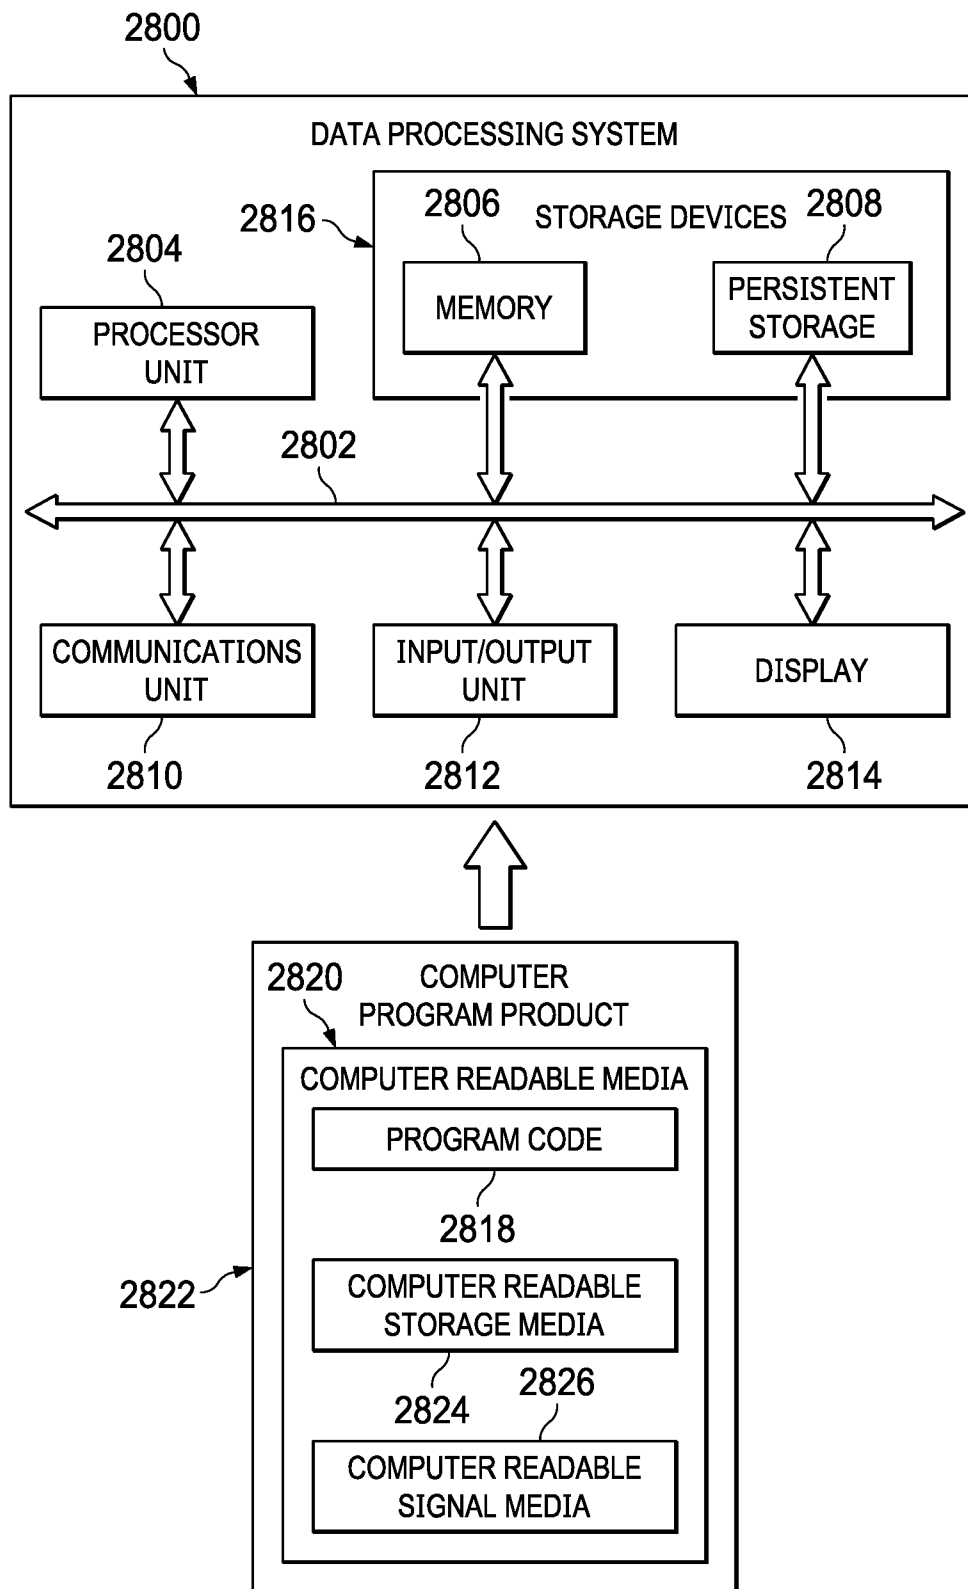 2800
DATA PROCESSING SYSTEM
2816
2806
STORAGE DEVICES
2808
2804
MEMORY
PERSISTENT
STORAGE
PROCESSOR
UNIT
2802
COMMUNICATIONS
UNIT
INPUT/OUTPUT
UNIT
DISPLAY
2810
2812
2814
2820
COMPUTER
PROGRAM PRODUCT
COMPUTER READABLE MEDIA
PROGRAM CODE
2818
2822
COMPUTER READABLE
STORAGE MEDIA
2824
2826
COMPUTER READABLE
SIGNAL MEDIA